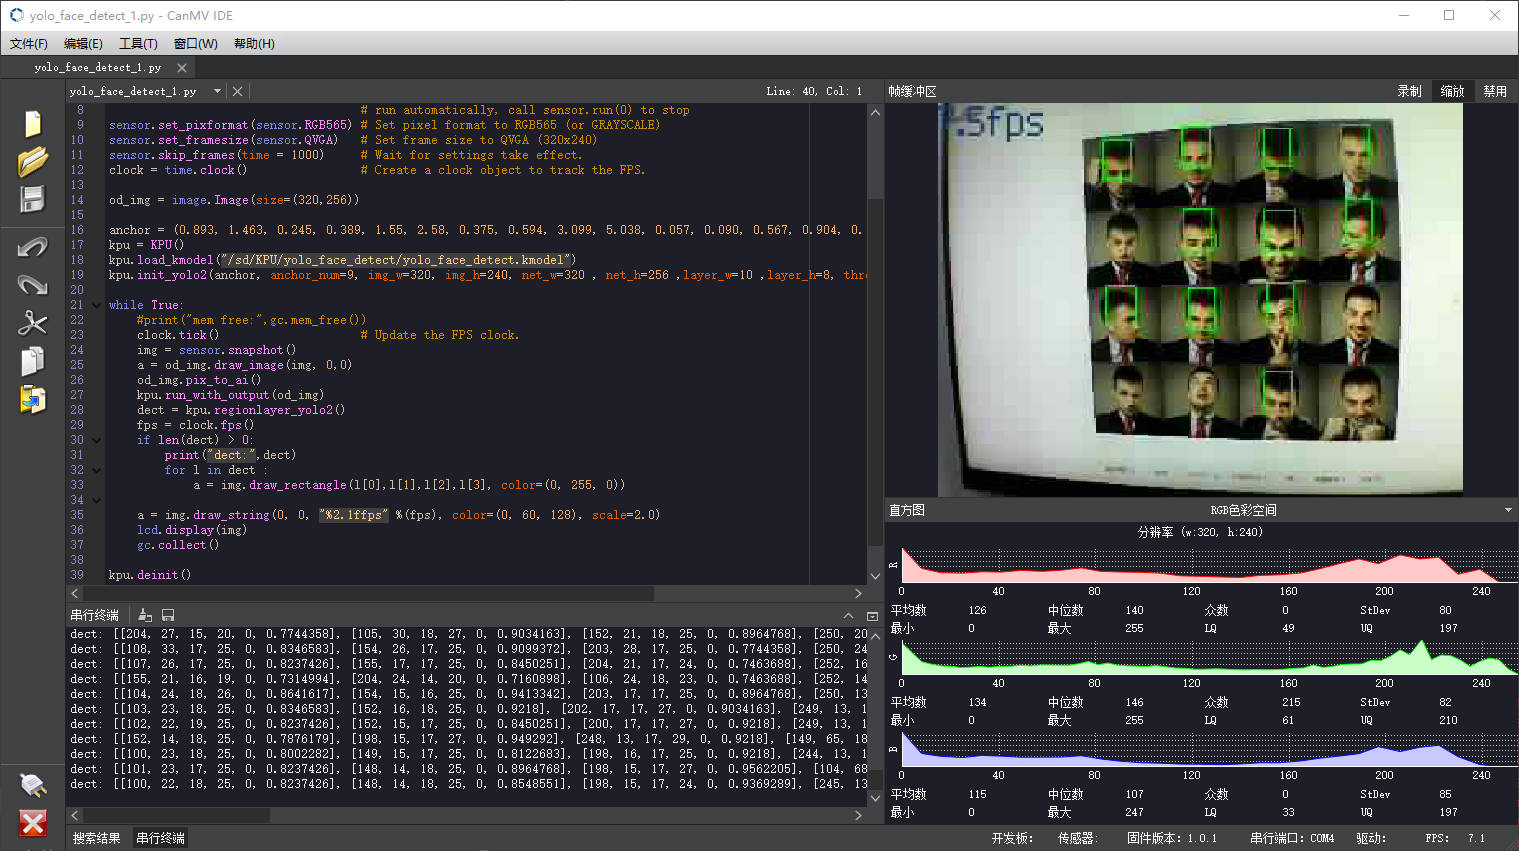 yolo_face_detect_1.py - CanMV IDE
文件(F) 编辑(E) 工具(T) 窗口(W) 帮助(H)
yolo_face_detect_1.py
yolo_face_detect_1.py Line: 40, Col: 1
8 # run automatically, call sensor.run(0) to stop
9 sensor.set_pixformat(sensor.RGB565) # Set pixel format to RGB565 (or GRAYSCALE)
10 sensor.set_framesize(sensor.QVGA) # Set frame size to QVGA (320x240)
11 sensor.skip_frames(time = 1000) # Wait for settings take effect.
12 clock = time.clock() # Create a clock object to track the FPS.
13
14 od_img = image.Image(size=(320,256))
15
16 anchor = (0.893, 1.463, 0.245, 0.389, 1.55, 2.58, 0.375, 0.594, 3.099, 5.038, 0.057, 0.090, 0.567, 0.904, 0.
17 kpu = KPU()
18 kpu.load_kmodel("/sd/KPU/yolo_face_detect/yolo_face_detect.kmodel")
19 kpu.init_yolo2(anchor, anchor_num=9, img_w=320, img_h=240, net_w=320 , net_h=256 ,layer_w=10 ,layer_h=8, thre
20
21 while True:
22 #print("mem free:",gc.mem_free())
23 clock.tick() # Update the FPS clock.
24 img = sensor.snapshot()
25 a = od_img.draw_image(img, 0,0)
26 od_img.pix_to_ai()
27 kpu.run_with_output(od_img)
28 dect = kpu.regionlayer_yolo2()
29 fps = clock.fps()
30 if len(dect) > 0:
31 print("dect:",dect)
32 for l in dect :
33 a = img.draw_rectangle(l[0],l[1],l[2],l[3], color=(0, 255, 0))
34
35 a = img.draw_string(0, 0, "%2.1ffps" %(fps), color=(0, 60, 128), scale=2.0)
36 lcd.display(img)
37 gc.collect()
38
39 kpu.deinit()
串行终端
dect: [[204, 27, 15, 20, 0, 0.7744358], [105, 30, 18, 27, 0, 0.9034163], [152, 21, 18, 25, 0, 0.8964768], [250, 20
dect: [[108, 33, 17, 25, 0, 0.8346583], [154, 26, 17, 25, 0, 0.9099372], [203, 28, 17, 25, 0, 0.7744358], [250, 24
dect: [[107, 26, 17, 25, 0, 0.8237426], [155, 17, 17, 25, 0, 0.8450251], [204, 21, 17, 24, 0, 0.7463688], [252, 16
dect: [[155, 21, 16, 19, 0, 0.7314994], [204, 24, 14, 20, 0, 0.7160898], [106, 24, 18, 23, 0, 0.7463688], [252, 14
dect: [[104, 24, 18, 26, 0, 0.8641617], [154, 15, 16, 25, 0, 0.9413342], [203, 17, 17, 25, 0, 0.8964768], [250, 13
dect: [[103, 23, 18, 25, 0, 0.8346583], [152, 16, 18, 25, 0, 0.9218], [202, 17, 17, 27, 0, 0.9034163], [249, 13, 1
dect: [[102, 22, 19, 25, 0, 0.8237426], [152, 15, 17, 25, 0, 0.8450251], [200, 17, 17, 27, 0, 0.9218], [249, 13, 1
dect: [[152, 14, 18, 25, 0, 0.7876179], [198, 15, 17, 27, 0, 0.949292], [248, 13, 17, 29, 0, 0.9218], [149, 65, 18
dect: [[100, 23, 18, 25, 0, 0.8002282], [149, 15, 17, 25, 0, 0.8122683], [198, 16, 17, 25, 0, 0.9218], [244, 13, 1
dect: [[101, 23, 17, 25, 0, 0.8237426], [148, 14, 18, 25, 0, 0.8964768], [198, 15, 17, 27, 0, 0.9562205], [104, 68
dect: [[100, 22, 18, 25, 0, 0.8237426], [148, 14, 18, 25, 0, 0.8548551], [198, 15, 17, 24, 0, 0.9369289], [245, 13
搜索结果 串行终端
帧缓冲区 录制 缩放 禁用
.5fps
直方图 RGB色彩空间
分辨率 (w:320, h:240)
R
0 40 80 120 160 200 240
平均数 126 中位数 140 众数 0 StDev 80
最小 0 最大 255 LQ 49 UQ 197
G
0 40 80 120 160 200 240
平均数 134 中位数 146 众数 215 StDev 82
最小 0 最大 255 LQ 61 UQ 210
B
0 40 80 120 160 200 240
平均数 115 中位数 107 众数 0 StDev 85
最小 0 最大 247 LQ 33 UQ 197
开发板: 传感器: 固件版本: 1.0.1 串行端口: COM4 驱动: FPS: 7.1